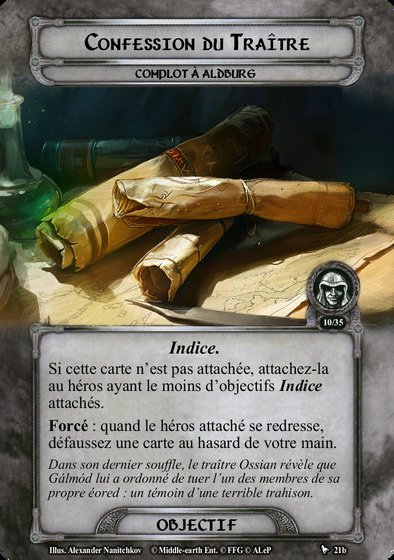 Confession du Traître
Complot à Aldburg
10/35
Indice.
Si cette carte n'est pas attachée, attachez-la
au héros ayant le moins d'objectifs Indice
attachés.
Forcé : quand le héros attaché se redresse,
défaussez une carte au hasard de votre main.
Dans son dernier souffle, le traître Ossian révèle que
Gálmód lui a ordonné de tuer l'un des membres de sa
propre éored : un témoin d'une terrible trahison.
Objectif
Illus. Alexander Nanitchkov © Middle-earth Ent. © FFG © ALeP 21b